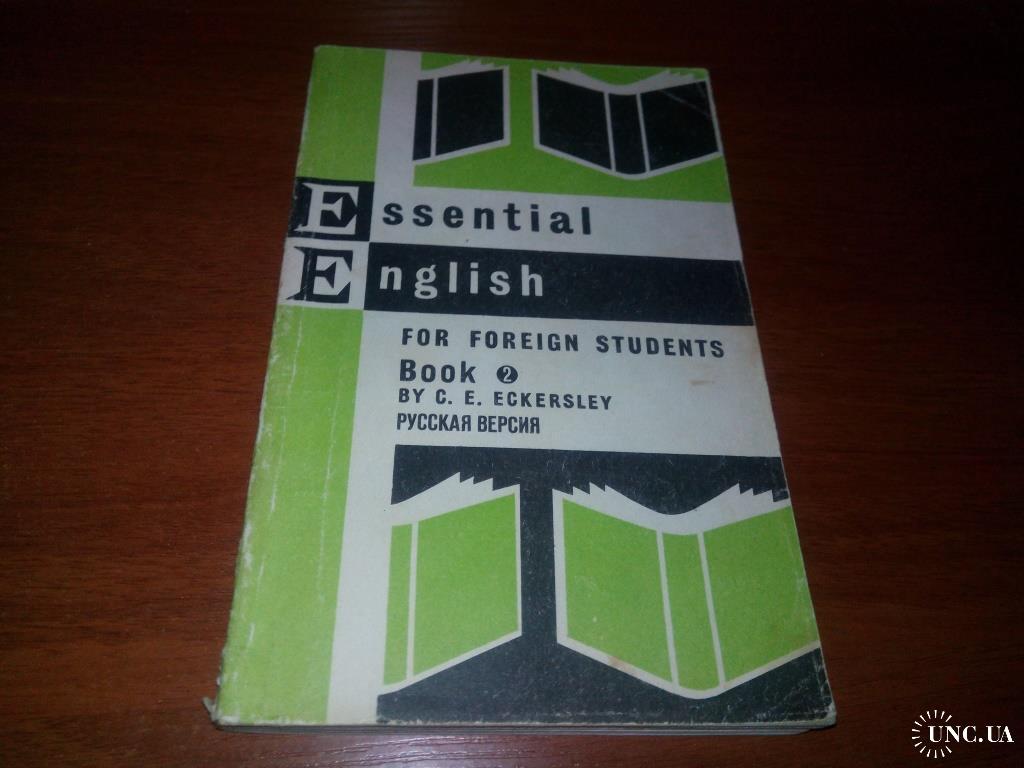 Essential
English
FOR FOREIGN STUDENTS
Book 2
BY C. E. ECKERSLEY
РУССКАЯ ВЕРСИЯ
UNC.UA